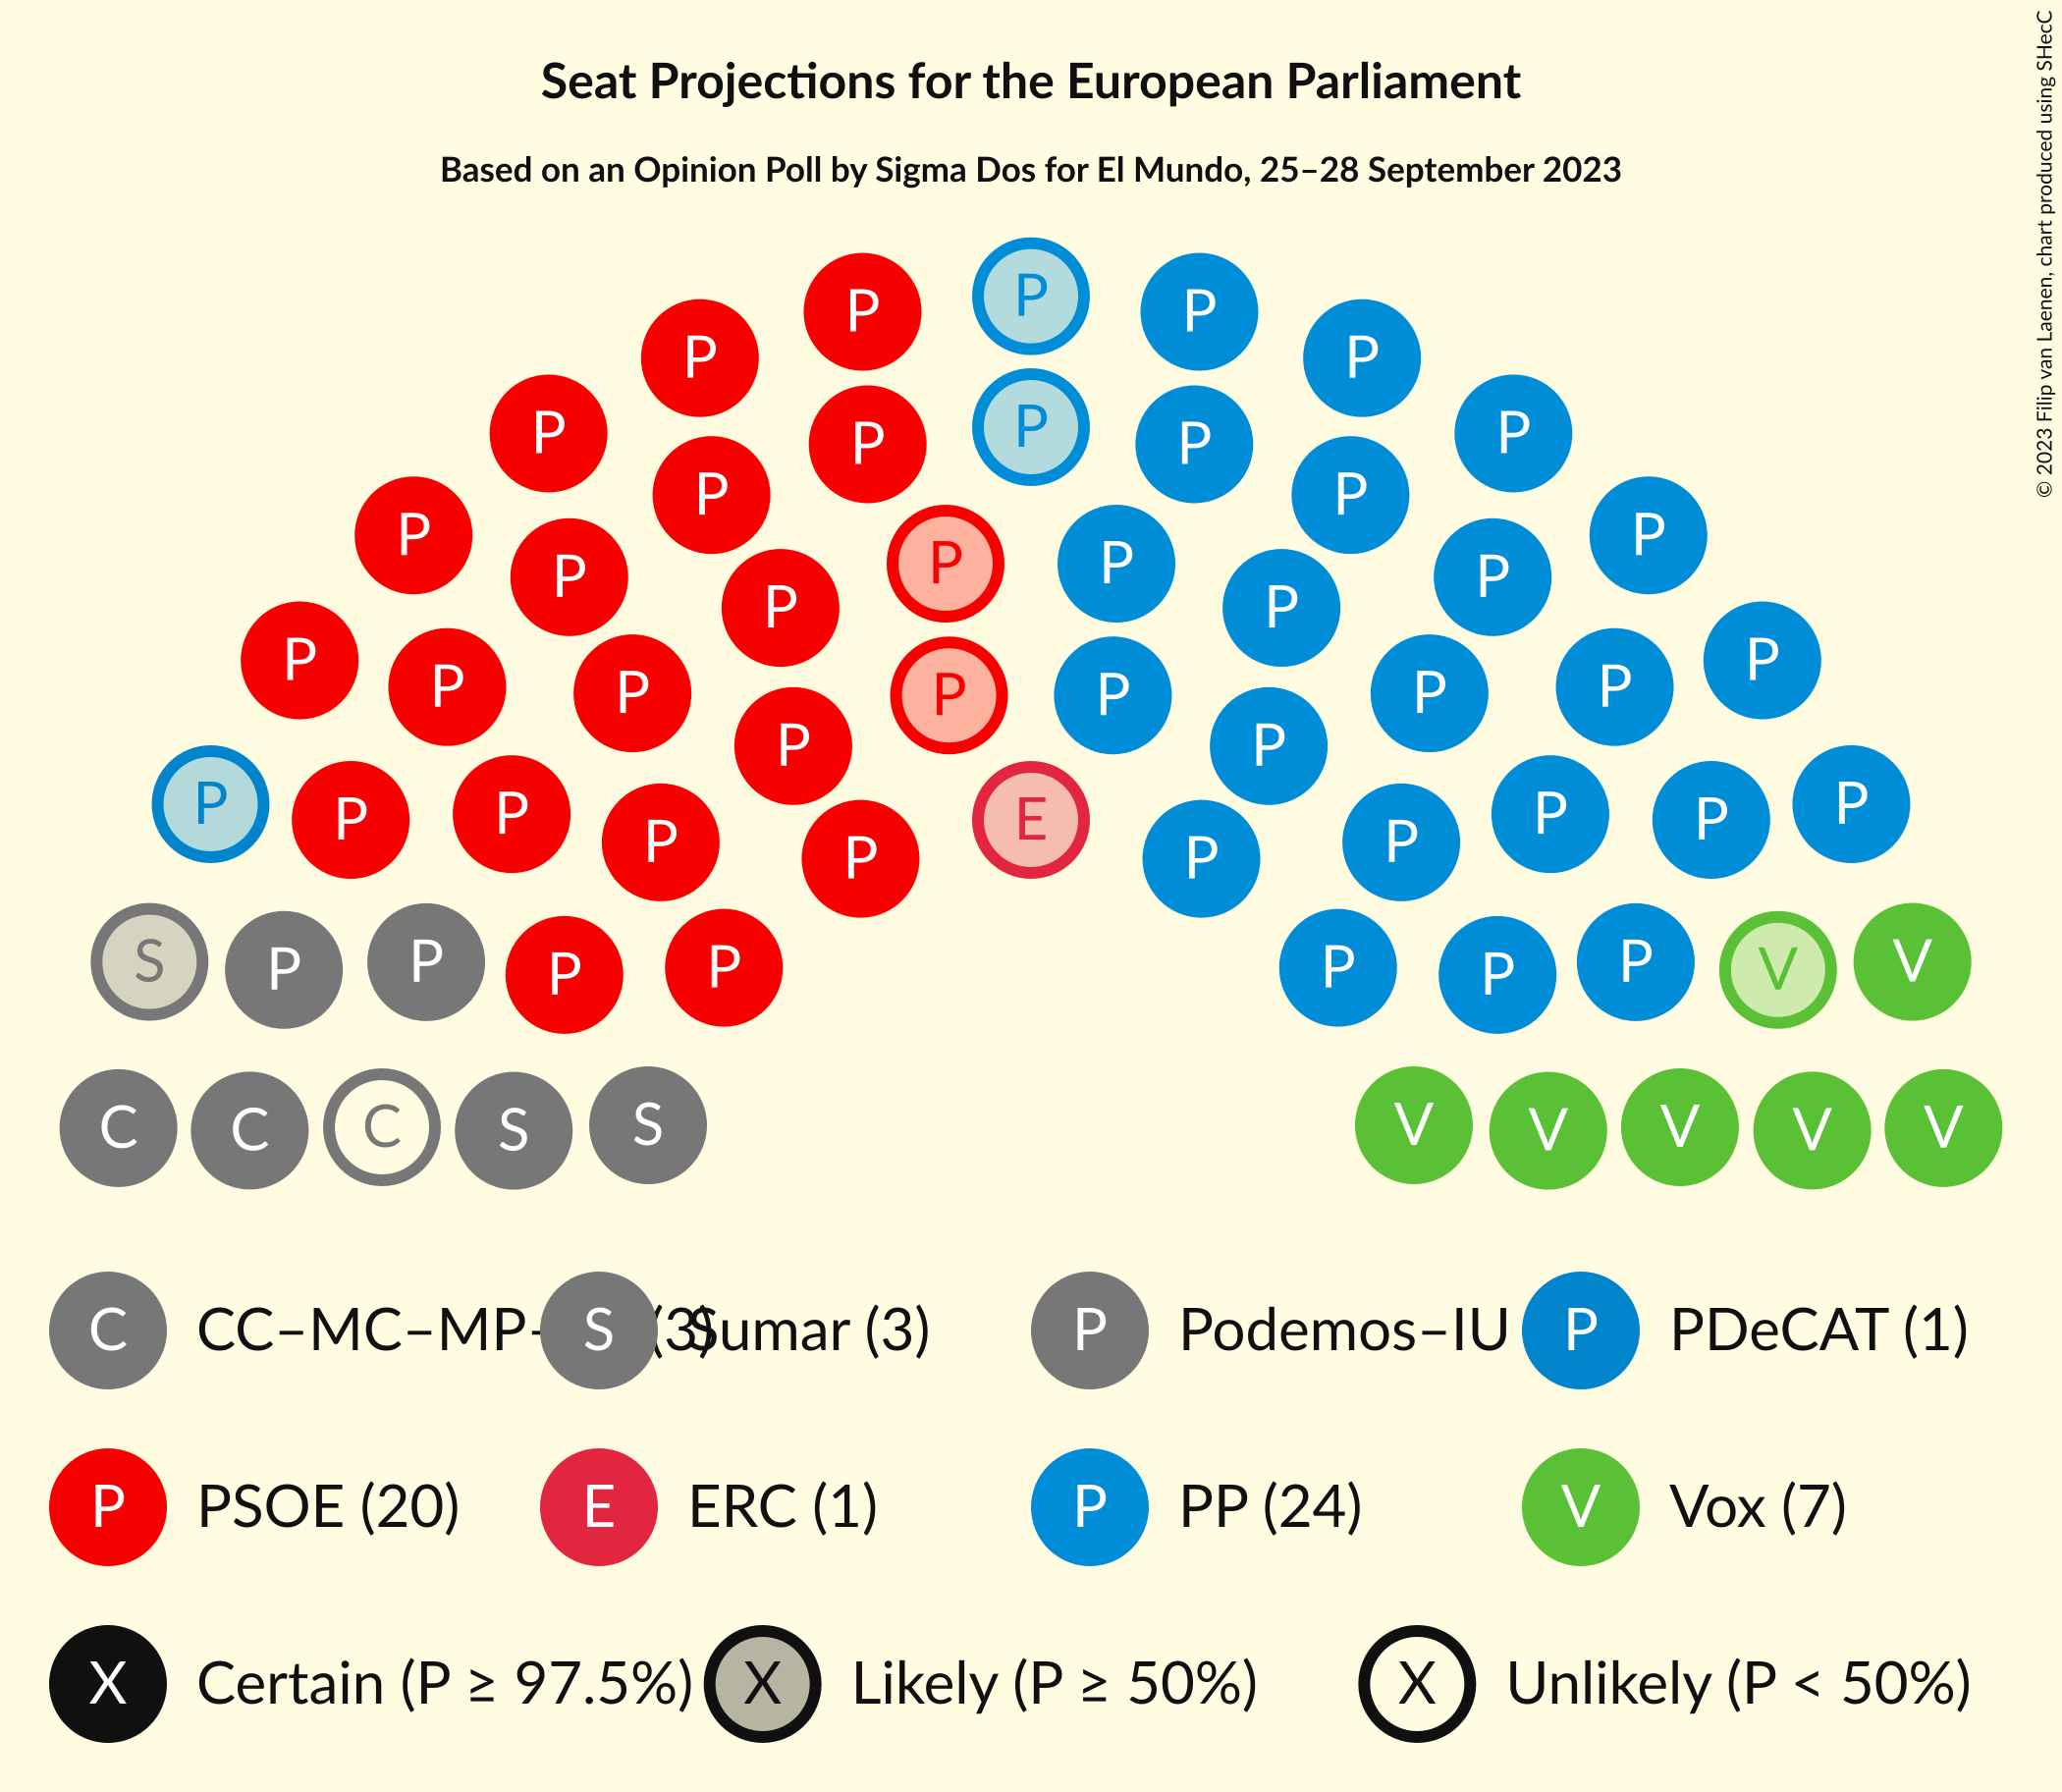 © 2023 Filip van Laenen, chart produced using SHecC
Seat Projections for the European Parliament
Based on an Opinion Poll by Sigma Dos for El Mundo, 25–28 September 2023
P P P
P P
P P P P P
P P
P P P P
P P P P
P P P P P P P P
P P
P P P P P E P P P P P
S P P P P P P P V V
C C C S S V V V V V
C CC–MC–MP– (3) S Sumar (3) P Podemos–IU P PDeCAT (1)
P PSOE (20) E ERC (1) P PP (24) V Vox (7)
X Certain (P ≥ 97.5%) X Likely (P ≥ 50%) X Unlikely (P < 50%)